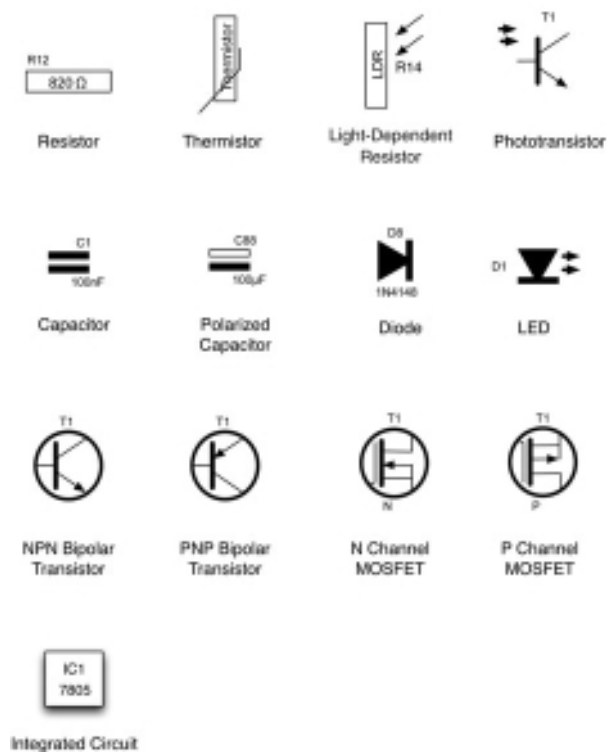 R12
820 Ω
Resistor
Thermistor
Thermistor
LDR
R14
Light-Dependent
Resistor
T1
Phototransistor
C1
100nF
Capacitor
C88
100µF
Polarized
Capacitor
D8
1N4148
Diode
D1
LED
T1
NPN Bipolar
Transistor
T1
PNP Bipolar
Transistor
T1
N
N Channel
MOSFET
T1
P
P Channel
MOSFET
IC1
7805
Integrated Circuit